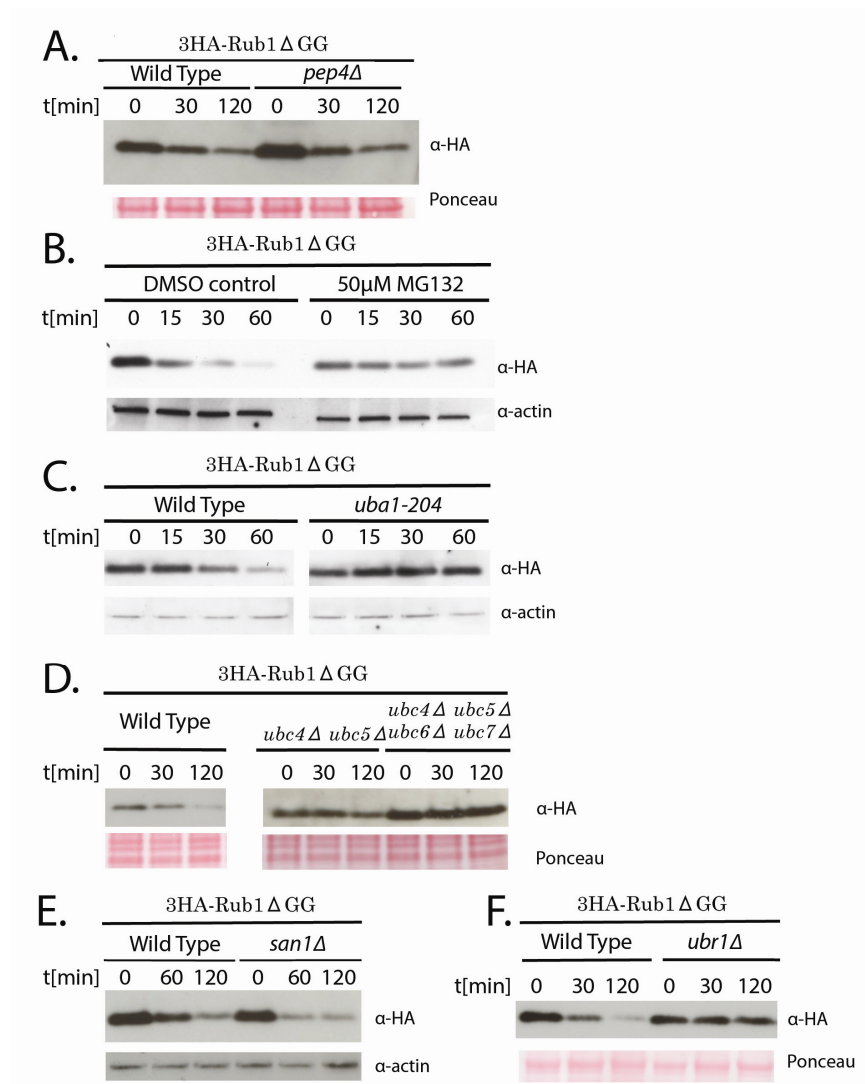 A.
3HA-Rub1ΔGG
Wild Type pep4Δ
t[min] 0 30 120 0 30 120
α-HA
Ponceau
B.
3HA-Rub1ΔGG
DMSO control 50µM MG132
t[min] 0 15 30 60 0 15 30 60
α-HA
α-actin
C.
3HA-Rub1ΔGG
Wild Type uba1-204
t[min] 0 15 30 60 0 15 30 60
α-HA
α-actin
D.
3HA-Rub1ΔGG
Wild Type ubc4Δ ubc5Δ ubc4Δ ubc5Δ
ubc6Δ ubc7Δ
t[min] 0 30 120 0 30 120 0 30 120
α-HA
Ponceau
E.
3HA-Rub1ΔGG
Wild Type san1Δ
t[min] 0 60 120 0 60 120
α-HA
α-actin
F.
3HA-Rub1ΔGG
Wild Type ubr1Δ
t[min] 0 30 120 0 30 120
α-HA
Ponceau